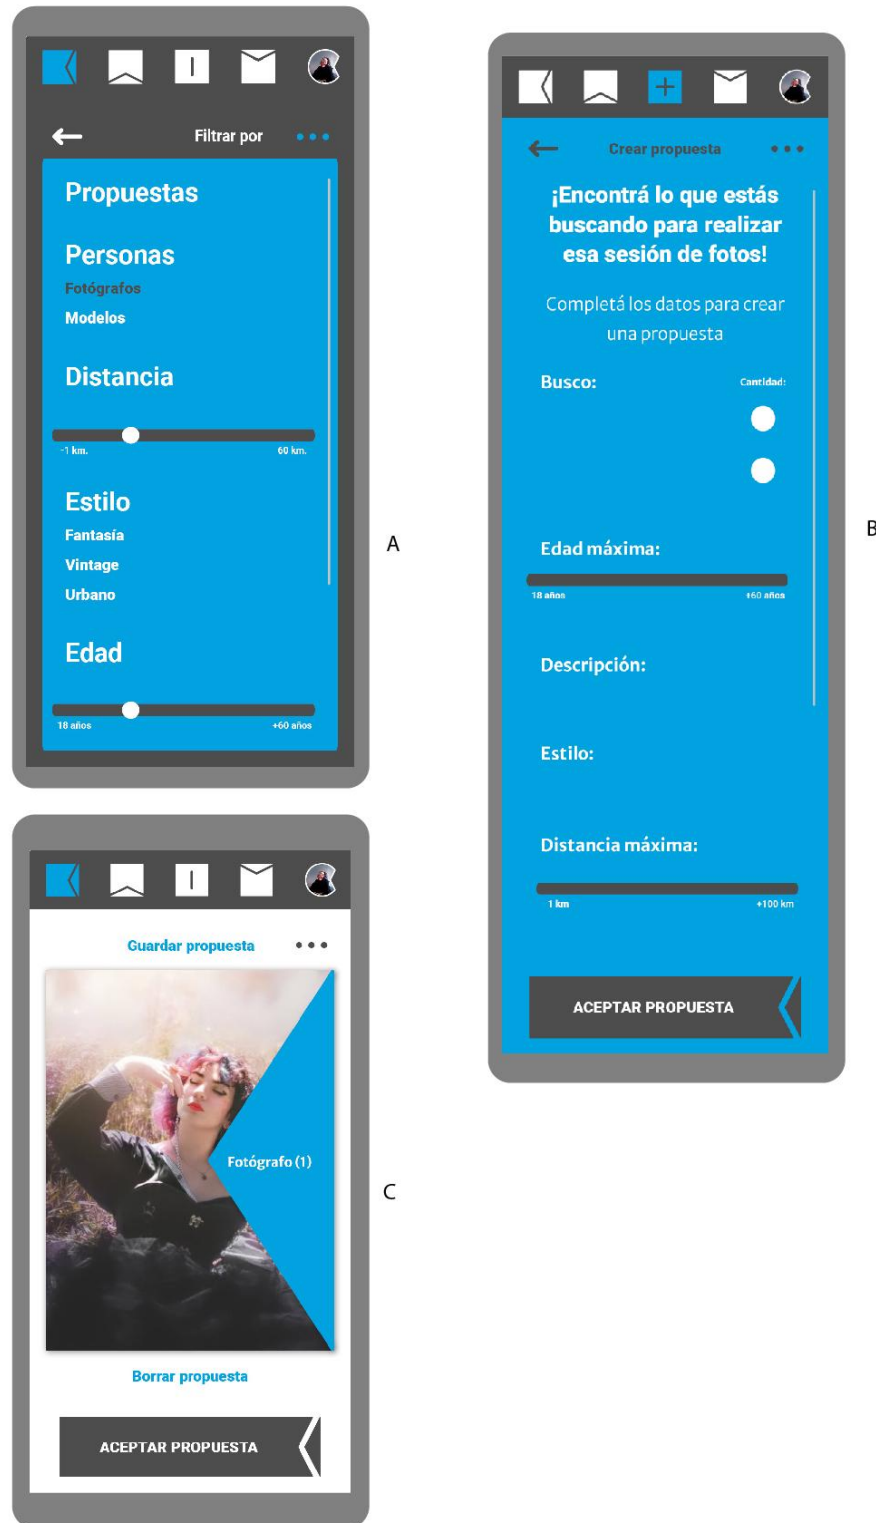 Filtrar por
Propuestas
Personas
Fotógrafos
Modelos
Distancia
-1 km. 60 km.
Estilo
Fantasía
Vintage
Urbano
Edad
18 años +60 años
A
Crear propuesta
¡Encontrá lo que estás
buscando para realizar
esa sesión de fotos!
Completá los datos para crear
una propuesta
Busco: Cantidad:
Edad máxima:
18 años +60 años
Descripción:
Estilo:
Distancia máxima:
1 km +100 km
ACEPTAR PROPUESTA
B
Guardar propuesta
Fotógrafo (1)
Borrar propuesta
ACEPTAR PROPUESTA
C